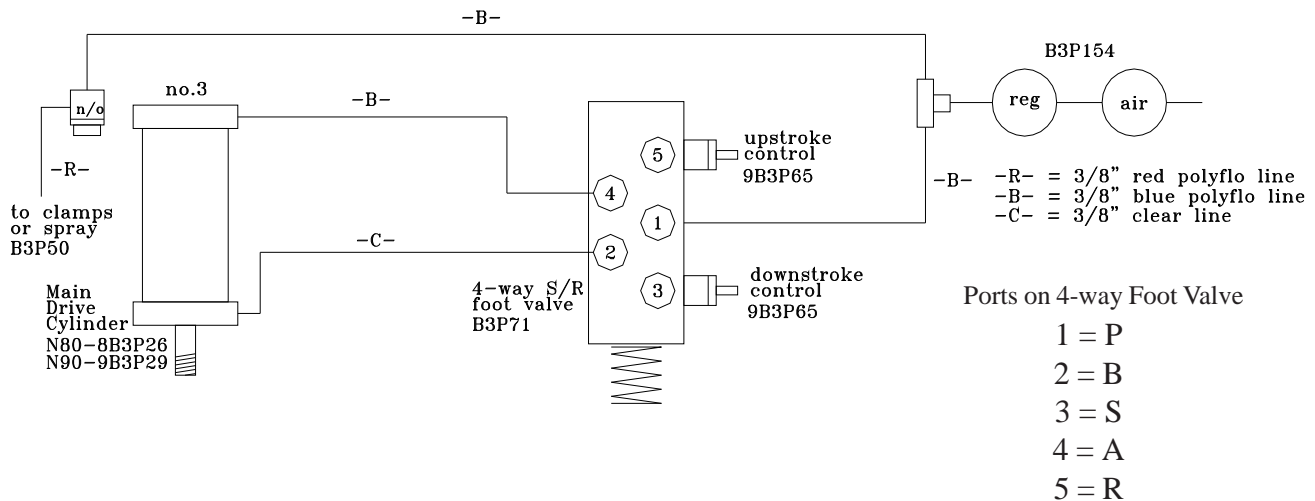 -B-
B3P154
n/o
no.3
-B-
reg
air
5
upstroke
control
9B3P65
-R-
-B-
-R- = 3/8" red polyflo line
-B- = 3/8" blue polyflo line
-C- = 3/8" clear line
4
1
to clamps
or spray
B3P50
-C-
2
Main
Drive
Cylinder
N80-8B3P26
N90-9B3P29
4-way S/R
foot valve
B3P71
3
downstroke
control
9B3P65
Ports on 4-way Foot Valve
1 = P
2 = B
3 = S
4 = A
5 = R